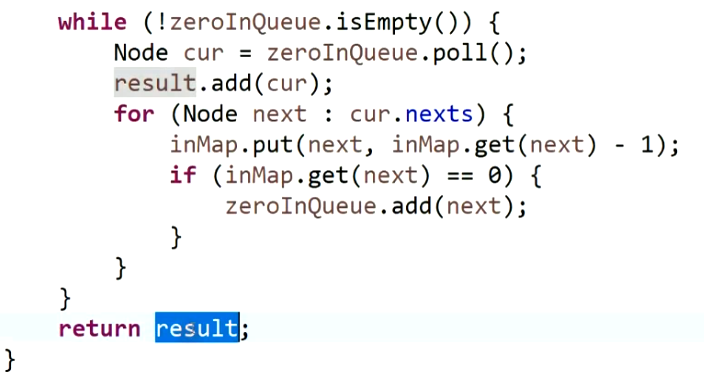 while (!zeroInQueue.isEmpty()) {
Node cur = zeroInQueue.poll();
result.add(cur);
for (Node next : cur.nexts) {
inMap.put(next, inMap.get(next) - 1);
if (inMap.get(next) == 0) {
zeroInQueue.add(next);
}
}
}
return result;
}